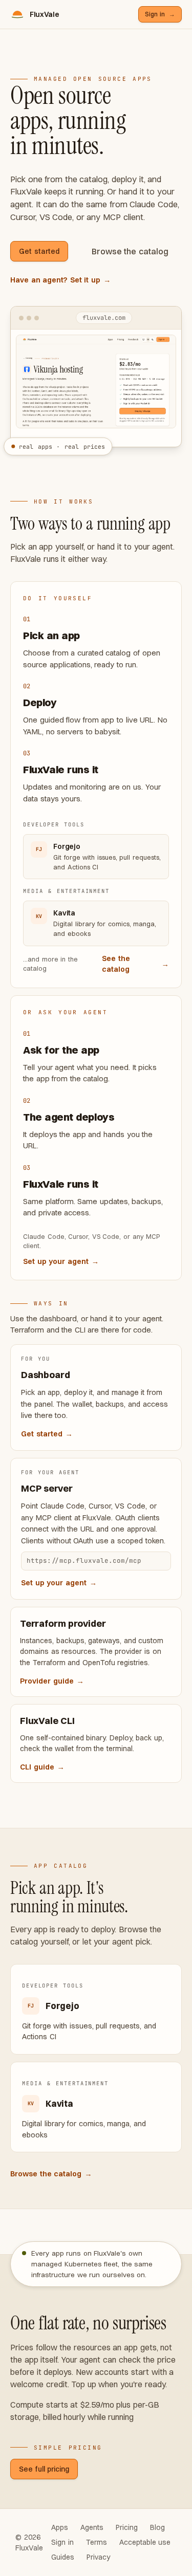 FluxVale
Sign in →
MANAGED OPEN SOURCE APPS
Open source
apps, running
in minutes.
Pick one from the catalog, deploy it, and
FluxVale keeps it running. Or hand it to your
agent. It can do the same from Claude Code,
Cursor, VS Code, or any MCP client.
Get started
Browse the catalog
Have an agent? Set it up →
fluxvale.com
Vikunja hosting
$2.63/mo
real apps · real prices
HOW IT WORKS
Two ways to a running app
Pick an app yourself, or hand it to your agent.
FluxVale runs it either way.
DO IT YOURSELF
01
Pick an app
Choose from a curated catalog of open
source applications, ready to run.
02
Deploy
One guided flow from app to live URL. No
YAML, no servers to babysit.
03
FluxVale runs it
Updates and monitoring are on us. Your
data stays yours.
DEVELOPER TOOLS
FJ
Forgejo
Git forge with issues, pull requests,
and Actions CI
MEDIA & ENTERTAINMENT
KV
Kavita
Digital library for comics, manga,
and ebooks
...and more in the
catalog
See the
catalog →
OR ASK YOUR AGENT
01
Ask for the app
Tell your agent what you need. It picks
the app from the catalog.
02
The agent deploys
It deploys the app and hands you the
URL.
03
FluxVale runs it
Same platform. Same updates, backups,
and private access.
Claude Code, Cursor, VS Code, or any MCP
client.
Set up your agent →
WAYS IN
Use the dashboard, or hand it to your agent.
Terraform and the CLI are there for code.
FOR YOU
Dashboard
Pick an app, deploy it, and manage it from
the panel. The wallet, backups, and access
live there too.
Get started →
FOR YOUR AGENT
MCP server
Point Claude Code, Cursor, VS Code, or
any MCP client at FluxVale. OAuth clients
connect with the URL and one approval.
Clients without OAuth use a scoped token.
https://mcp.fluxvale.com/mcp
Set up your agent →
Terraform provider
Instances, backups, gateways, and custom
domains as resources. The provider is on
the Terraform and OpenTofu registries.
Provider guide →
FluxVale CLI
One self-contained binary. Deploy, back up,
check the wallet from the terminal.
CLI guide →
APP CATALOG
Pick an app. It's
running in minutes.
Every app is ready to deploy. Browse the
catalog yourself, or let your agent pick.
DEVELOPER TOOLS
FJ
Forgejo
Git forge with issues, pull requests, and
Actions CI
MEDIA & ENTERTAINMENT
KV
Kavita
Digital library for comics, manga, and
ebooks
Browse the catalog →
Every app runs on FluxVale's own
managed Kubernetes fleet, the same
infrastructure we run ourselves on.
One flat rate, no surprises
Prices follow the resources an app gets, not
the app itself. Your agent can check the price
before it deploys. New accounts start with a
welcome credit. Top up when you're ready.
Compute starts at $2.59/mo plus per-GB
storage, billed hourly while running
SIMPLE PRICING
See full pricing
© 2026
FluxVale
Apps Agents Pricing Blog
Sign in Terms Acceptable use
Guides Privacy